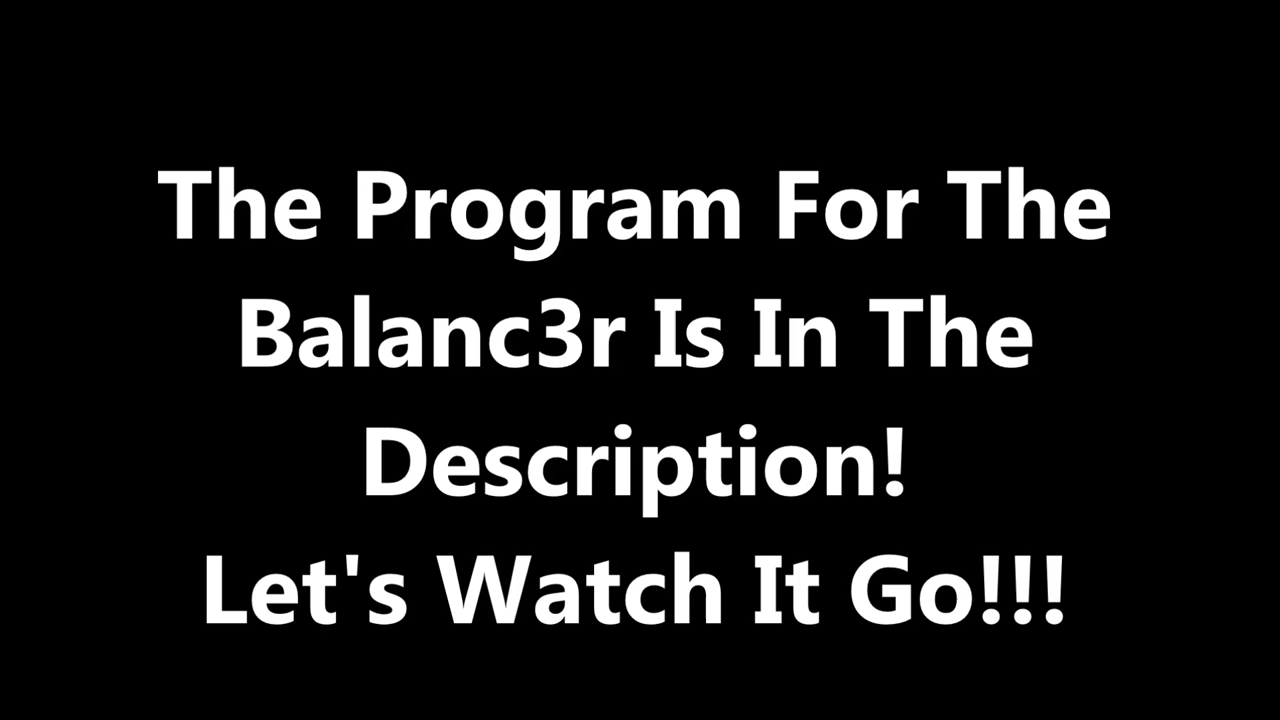 The Program For The
Balanc3r Is In The
Description!
Let's Watch It Go!!!